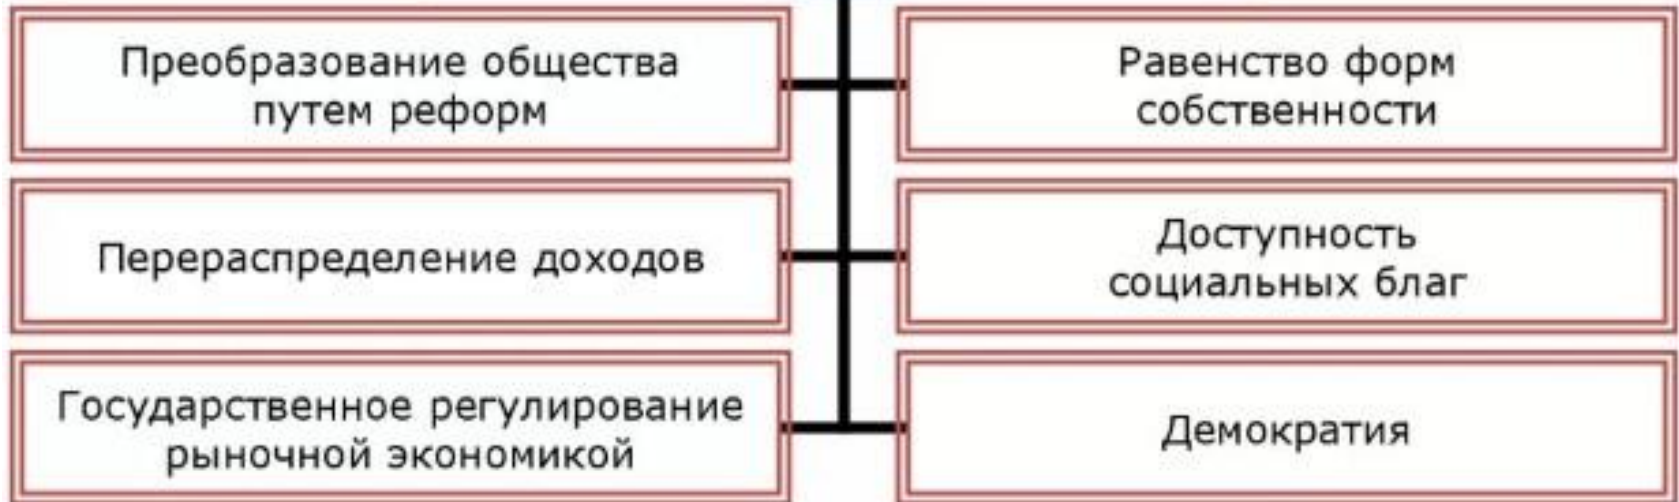 Преобразование общества
путем реформ
Равенство форм
собственности
Перераспределение доходов
Доступность
социальных благ
Государственное регулирование
рыночной экономикой
Демократия